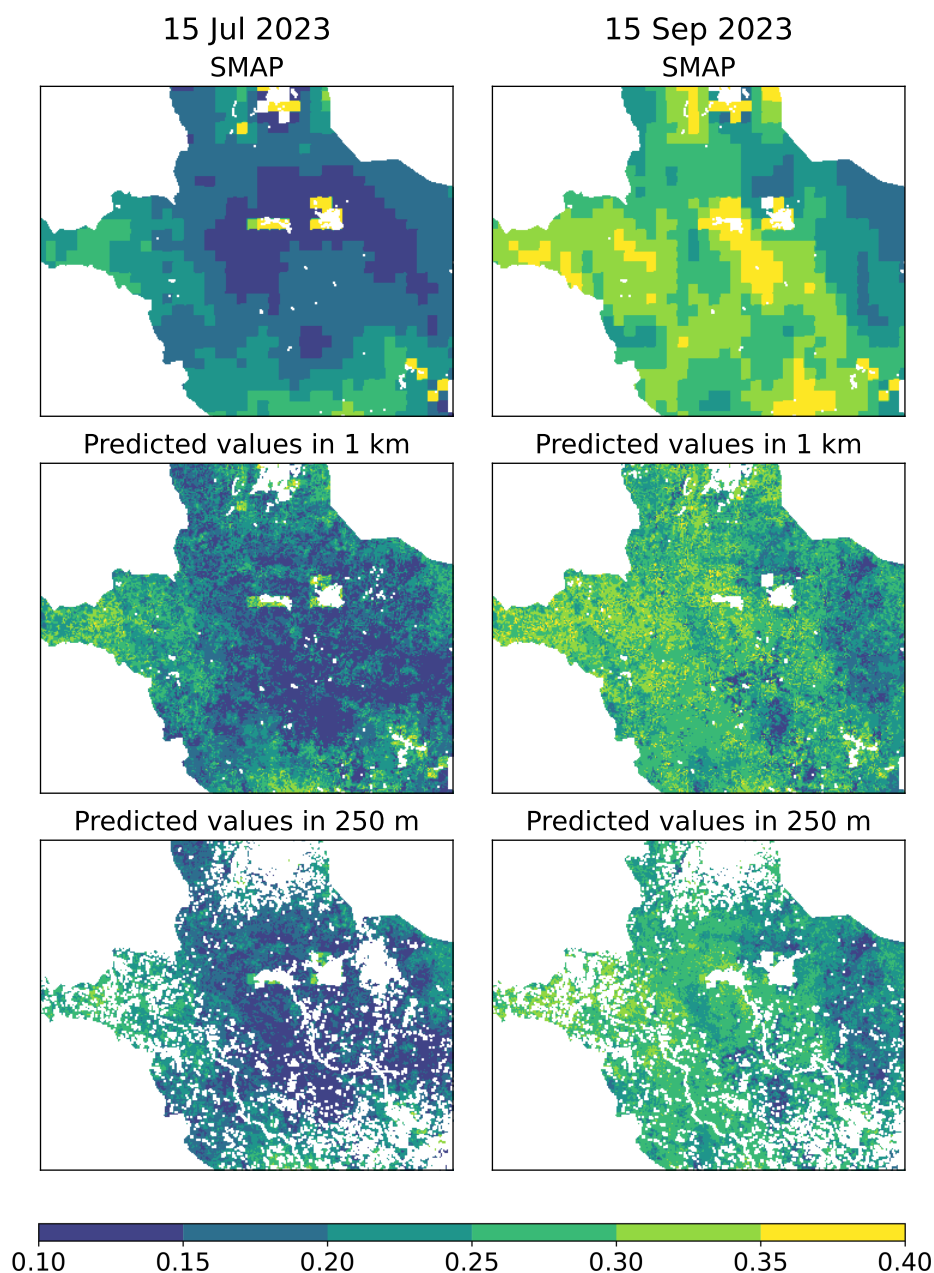 15 Jul 2023 15 Sep 2023
SMAP SMAP
Predicted values in 1 km Predicted values in 1 km
Predicted values in 250 m Predicted values in 250 m
0.10 0.15 0.20 0.25 0.30 0.35 0.40